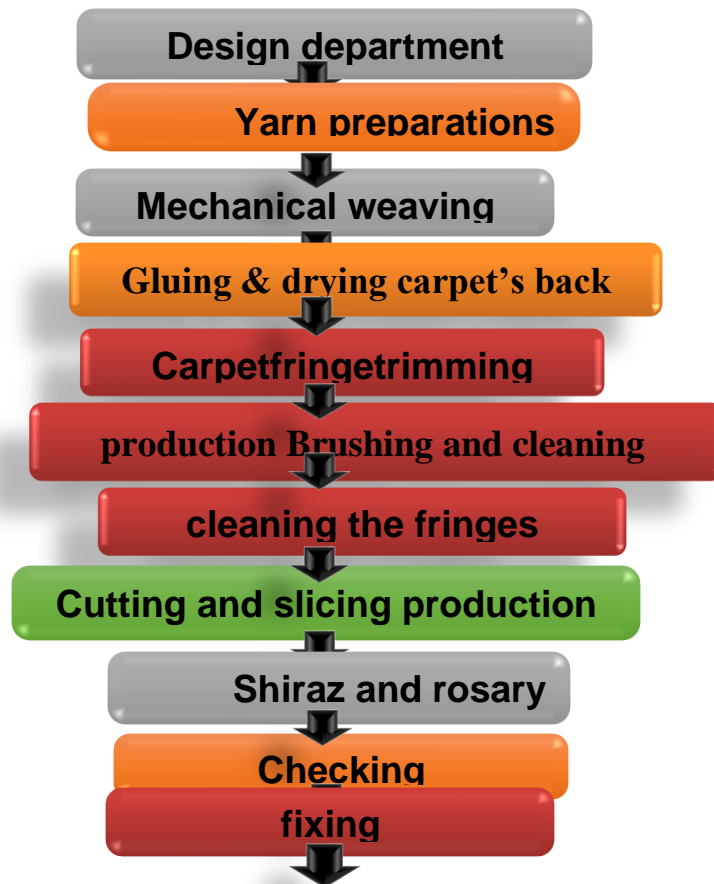 Design department
Yarn preparations
Mechanical weaving
Gluing & drying carpet's back
Carpetfringetrimming
production Brushing and cleaning
cleaning the fringes
Cutting and slicing production
Shiraz and rosary
Checking
fixing